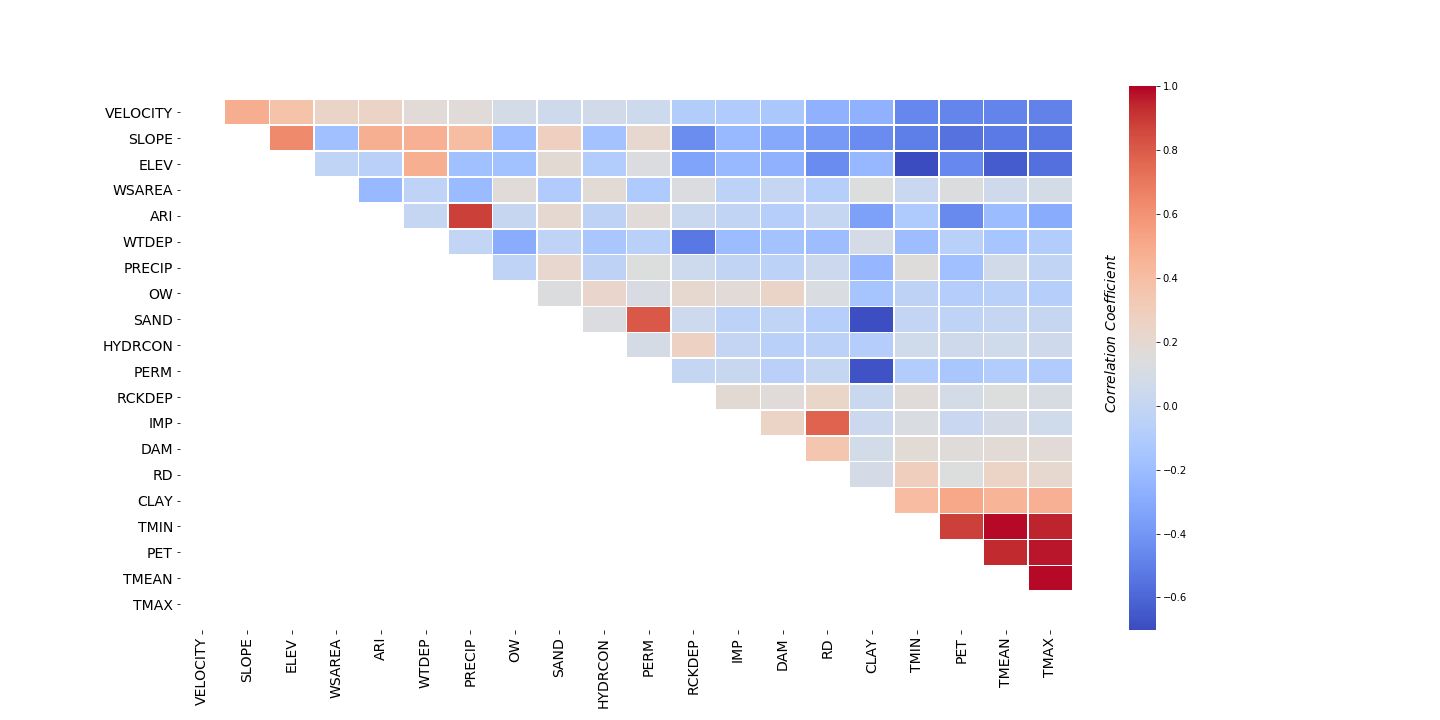 VELOCITY
SLOPE
ELEV
WSAREA
ARI
WTDEP
PRECIP
OW
SAND
HYDRCON
PERM
RCKDEP
IMP
DAM
RD
CLAY
TMIN
PET
TMEAN
TMAX
VELOCITY
SLOPE
ELEV
WSAREA
ARI
WTDEP
PRECIP
OW
SAND
HYDRCON
PERM
RCKDEP
IMP
DAM
RD
CLAY
TMIN
PET
TMEAN
TMAX
Correlation Coefficient
1.0
0.8
0.6
0.4
0.2
0.0
−0.2
−0.4
−0.6